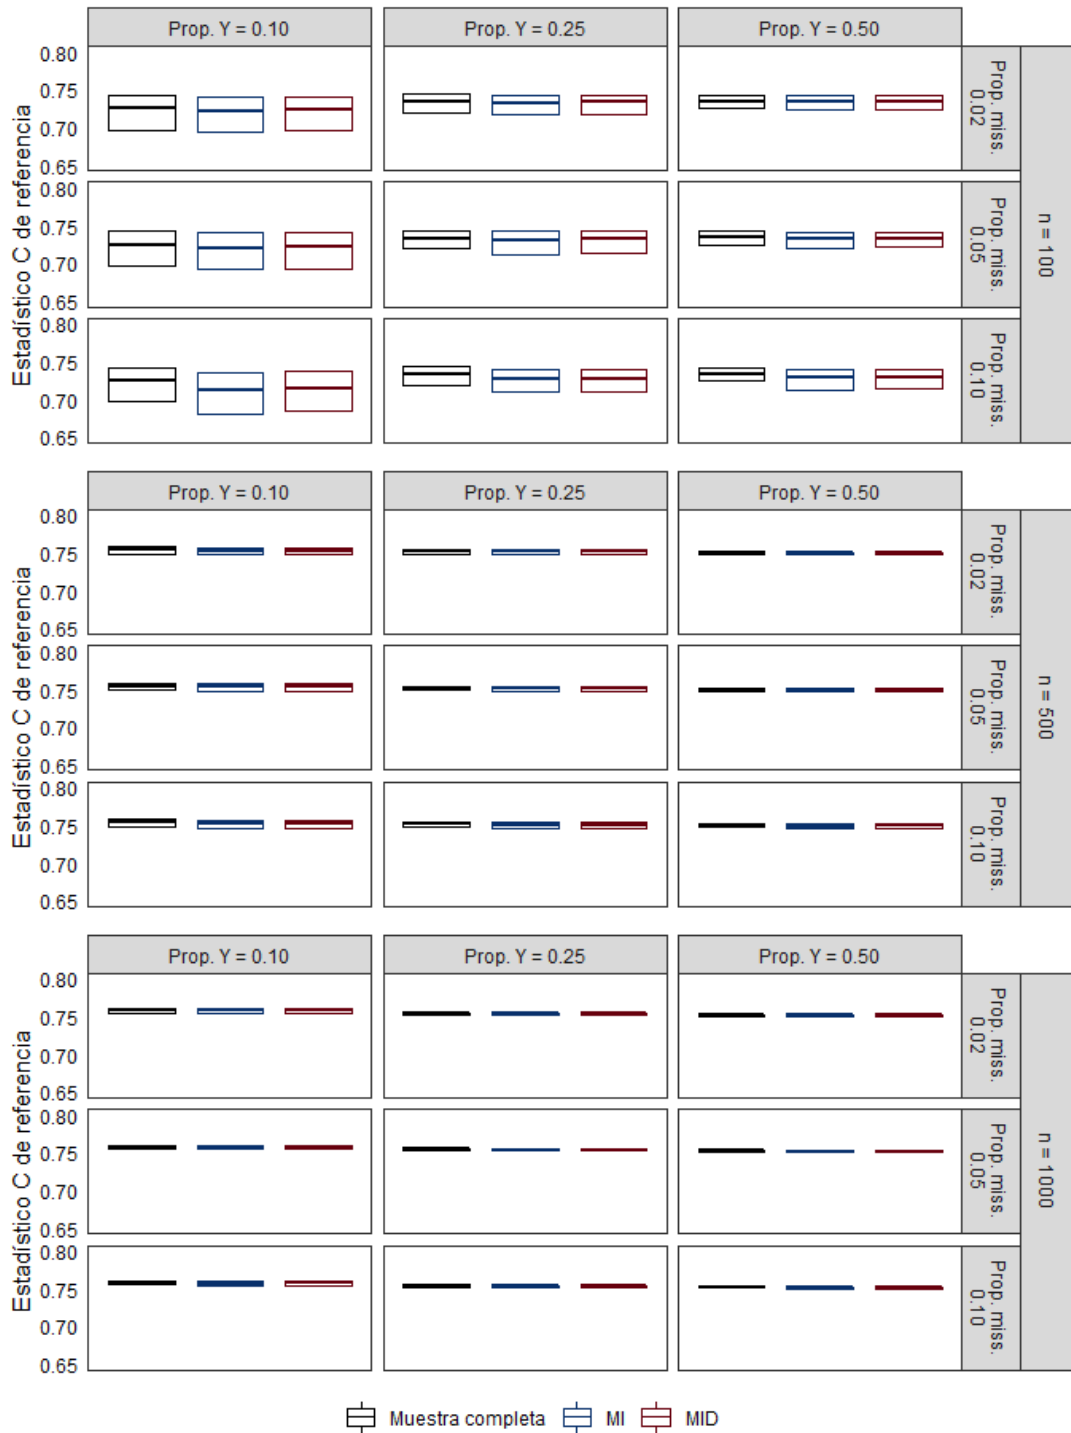 Prop. Y = 0.10 Prop. Y = 0.25 Prop. Y = 0.50
Estadístico C de referencia
0.80
0.75
0.70
0.65
Prop. miss.
0.02
0.80
0.75
0.70
0.65
Prop. miss.
0.05
0.80
0.75
0.70
0.65
Prop. miss.
0.10
n = 100
Prop. Y = 0.10 Prop. Y = 0.25 Prop. Y = 0.50
Estadístico C de referencia
0.80
0.75
0.70
0.65
Prop. miss.
0.02
0.80
0.75
0.70
0.65
Prop. miss.
0.05
0.80
0.75
0.70
0.65
Prop. miss.
0.10
n = 500
Prop. Y = 0.10 Prop. Y = 0.25 Prop. Y = 0.50
Estadístico C de referencia
0.80
0.75
0.70
0.65
Prop. miss.
0.02
0.80
0.75
0.70
0.65
Prop. miss.
0.05
0.80
0.75
0.70
0.65
Prop. miss.
0.10
n = 1000
Muestra completa MI MID